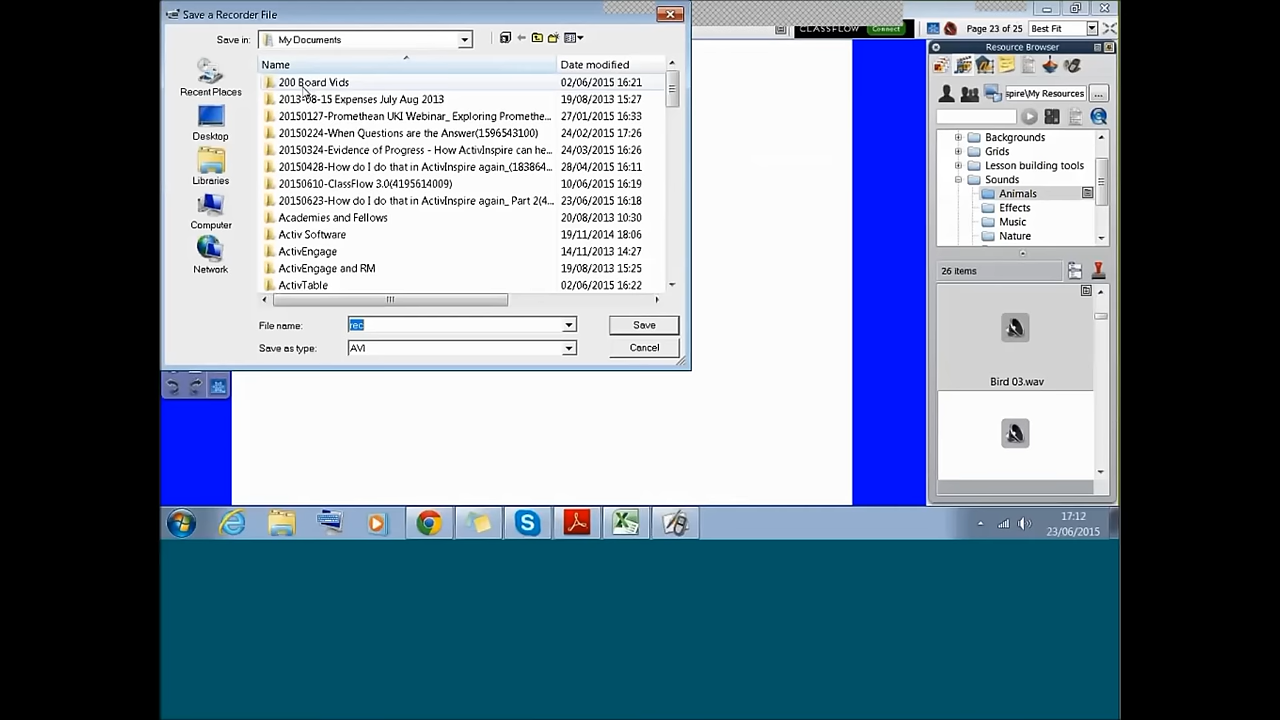 Save a Recorder File
Save in:
My Documents
Name
Date modified
200 Board Vids
02/06/2015 16:21
2013-08-15 Expenses July Aug 2013
19/08/2013 15:27
20150127-Promethean UKI Webinar_ Exploring Promethe...
27/01/2015 16:33
20150224-When Questions are the Answer(1596543100)
24/02/2015 17:26
20150324-Evidence of Progress - How ActivInspire can he...
24/03/2015 16:26
20150428-How do I do that in ActivInspire again_(183864...
28/04/2015 16:11
20150610-ClassFlow 3.0(4195614009)
10/06/2015 16:19
20150623-How do I do that in ActivInspire again_ Part 2(4...
23/06/2015 16:18
Academies and Fellows
20/08/2013 10:30
Activ Software
19/11/2014 18:06
ActivEngage
14/11/2013 14:27
ActivEngage and RM
19/08/2013 15:25
ActivTable
02/06/2015 16:22
Recent Places
Desktop
Libraries
Computer
Network
File name:
rec
Save
Save as type:
AVI
Cancel
CLASSFLOW
Connect
Page 23 of 25
Best Fit
Resource Browser
spire\My Resources
...
Backgrounds
Grids
Lesson building tools
Sounds
Animals
Effects
Music
Nature
26 items
Bird 03.wav
17:12
23/06/2015